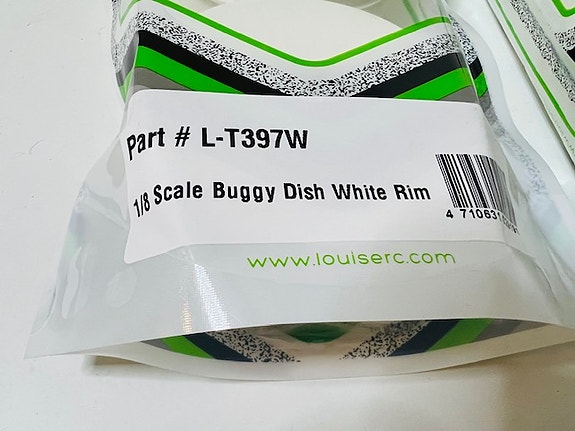 Part # L-T397W
1/8 Scale Buggy Dish White Rim
www.louiserc.com